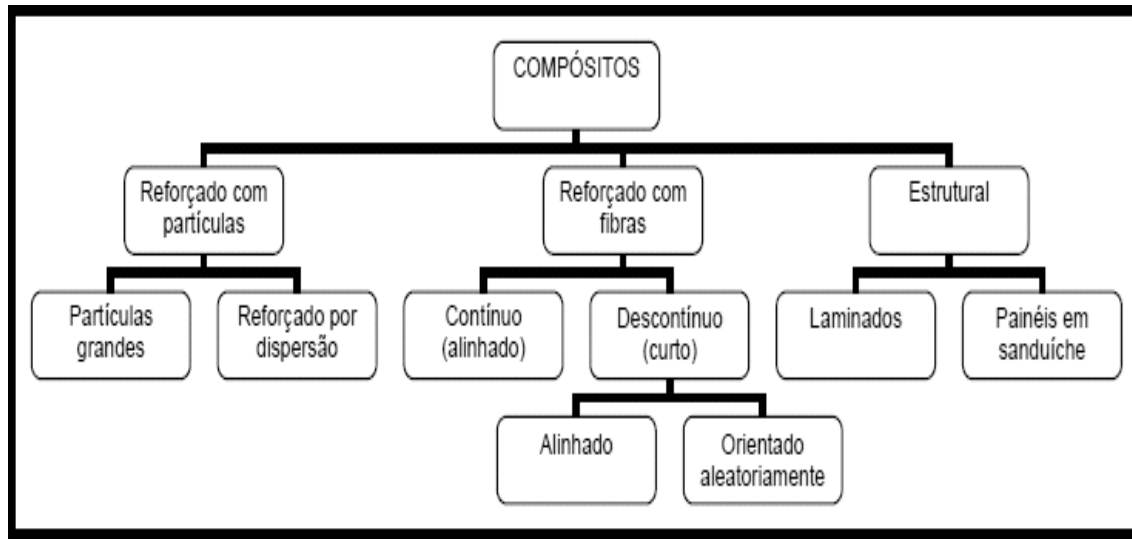 COMPÓSITOS
Reforçado com
partículas
Reforçado com
fibras
Estrutural
Partículas
grandes
Reforçado por
dispersão
Contínuo
(alinhado)
Descontínuo
(curto)
Laminados
Painéis em
sanduíche
Alinhado
Orientado
aleatoriamente